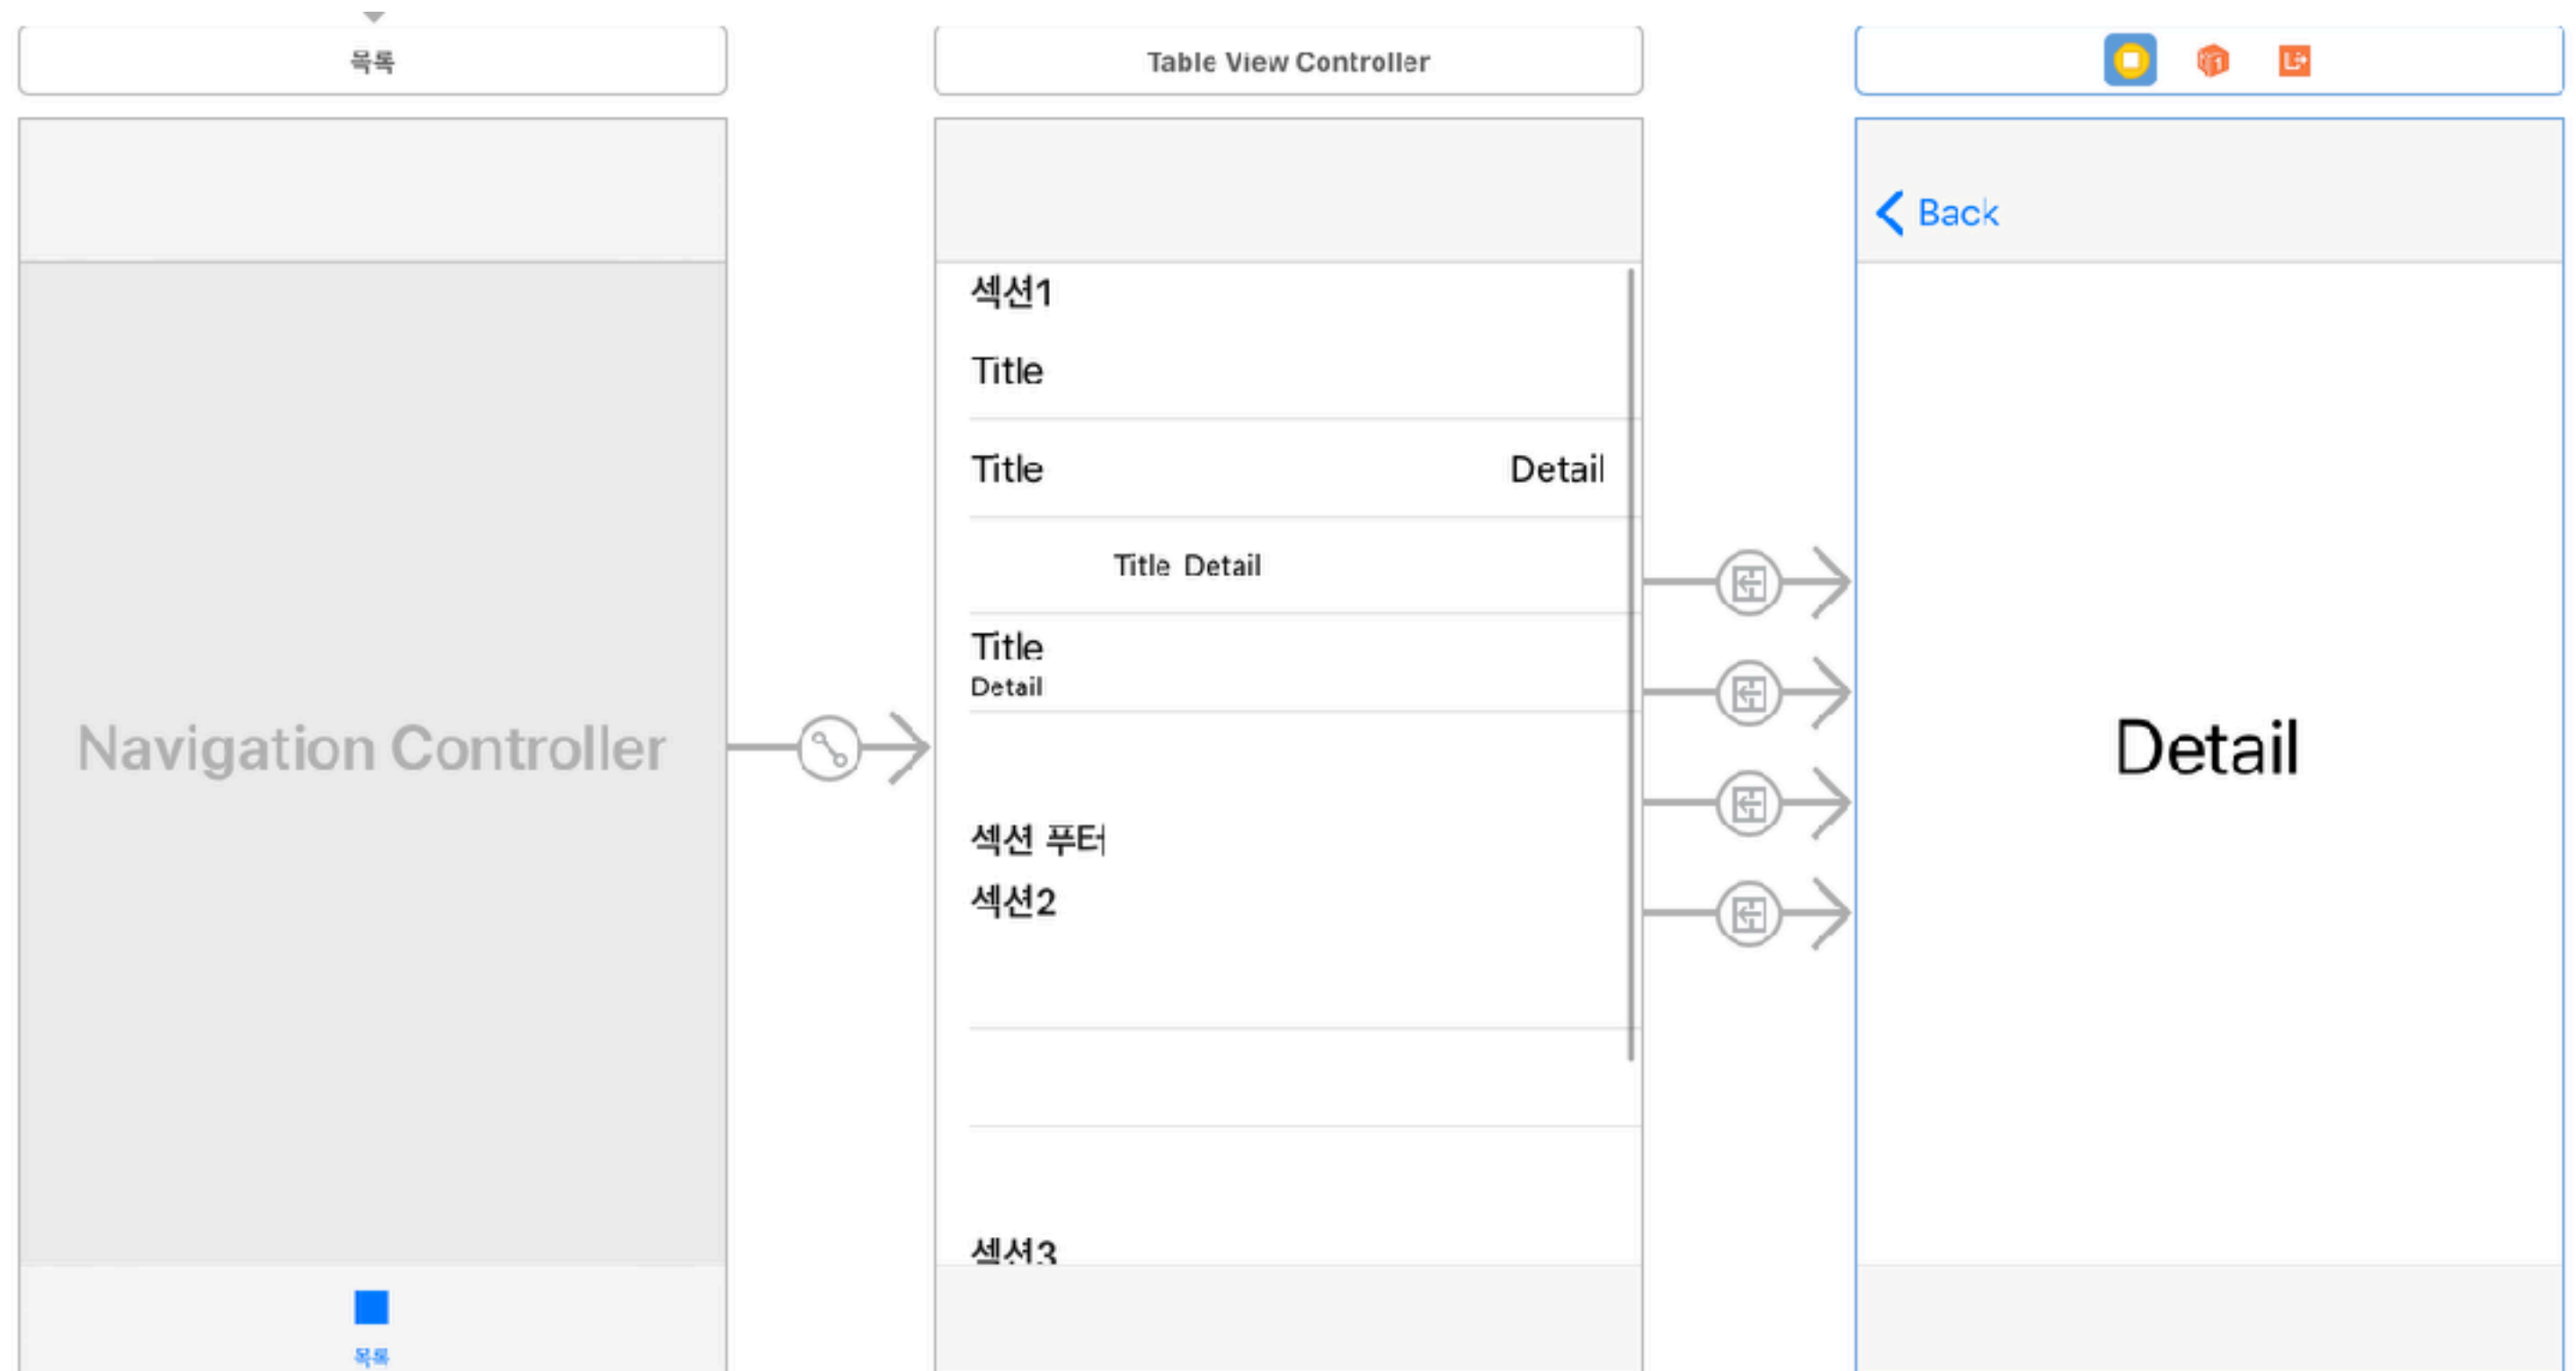 목록
Navigation Controller
목록
Table View Controller
섹션1
Title
Title Detail
Title Detail
Title
Detail
섹션 푸터
섹션2
섹션3
Back
Detail